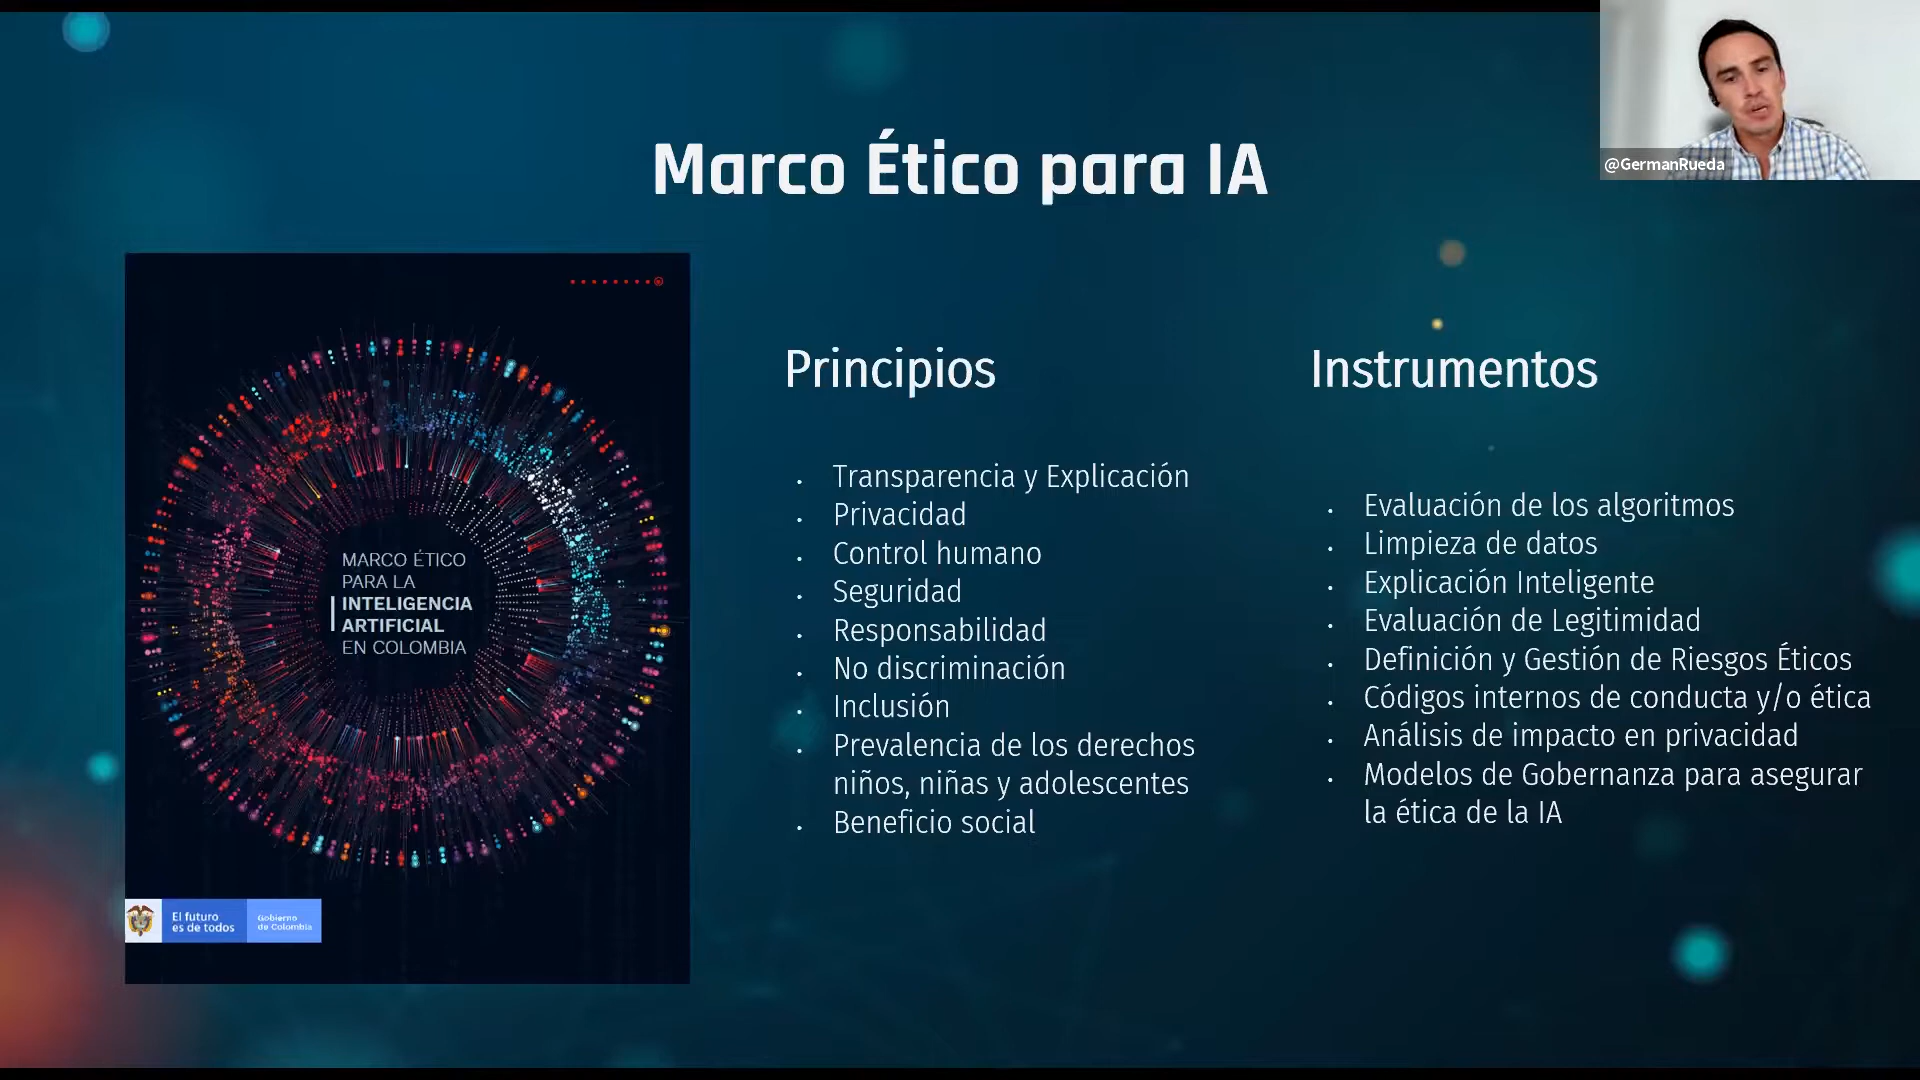 @GermanRueda
Marco Ético para IA
MARCO ÉTICO
PARA LA
INTELIGENCIA
ARTIFICIAL
EN COLOMBIA
El futuro
es de todos
Gobierno
de Colombia
Principios
Transparencia y Explicación
Privacidad
Control humano
Seguridad
Responsabilidad
No discriminación
Inclusión
Prevalencia de los derechos
niños, niñas y adolescentes
Beneficio social
Instrumentos
Evaluación de los algoritmos
Limpieza de datos
Explicación Inteligente
Evaluación de Legitimidad
Definición y Gestión de Riesgos Éticos
Códigos internos de conducta y/o ética
Análisis de impacto en privacidad
Modelos de Gobernanza para asegurar
la ética de la IA